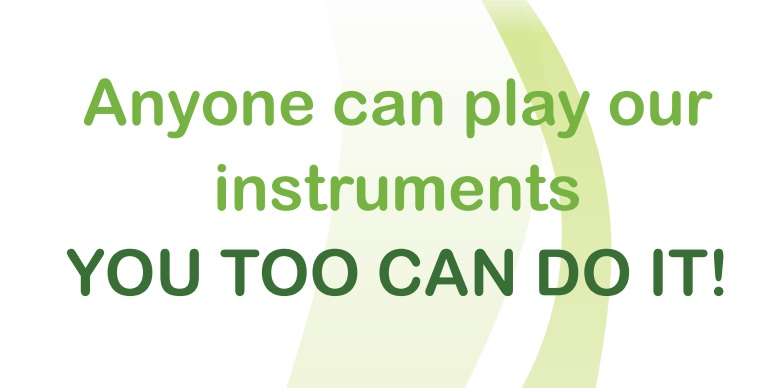 Anyone can play our
instruments
YOU TOO CAN DO IT!